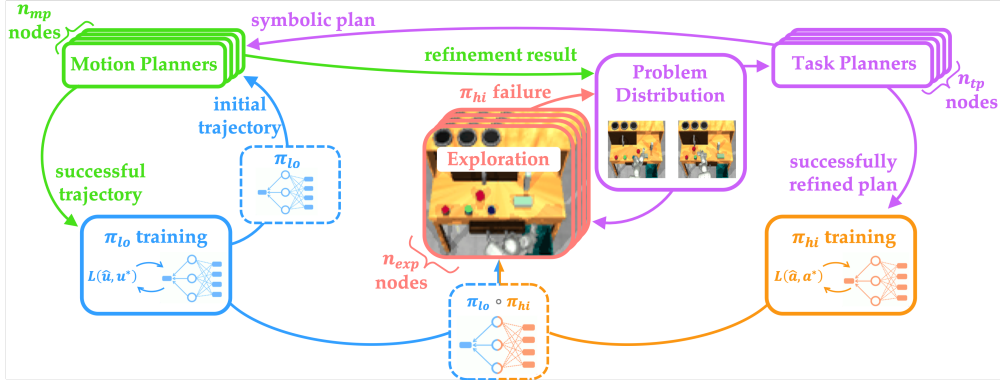 n_mp
nodes
symbolic plan
Motion Planners
refinement result
Problem
Distribution
Task Planners
n_tp
nodes
π_hi failure
initial
trajectory
Exploration
π_lo
successful
trajectory
successfully
refined plan
π_lo training
L(û, u*)
n_exp
nodes
π_hi training
L(â, a*)
π_lo ∘ π_hi